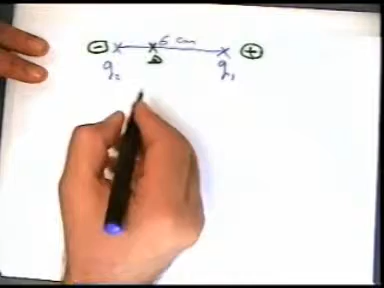 - 6 cm +
q₂ q₁